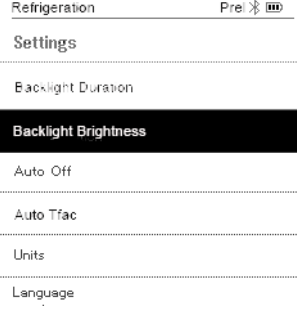 Refrigeration Prel
Settings
Backlight Duration
Backlight Brightness
Auto Off
Auto Tfac
Units
Language